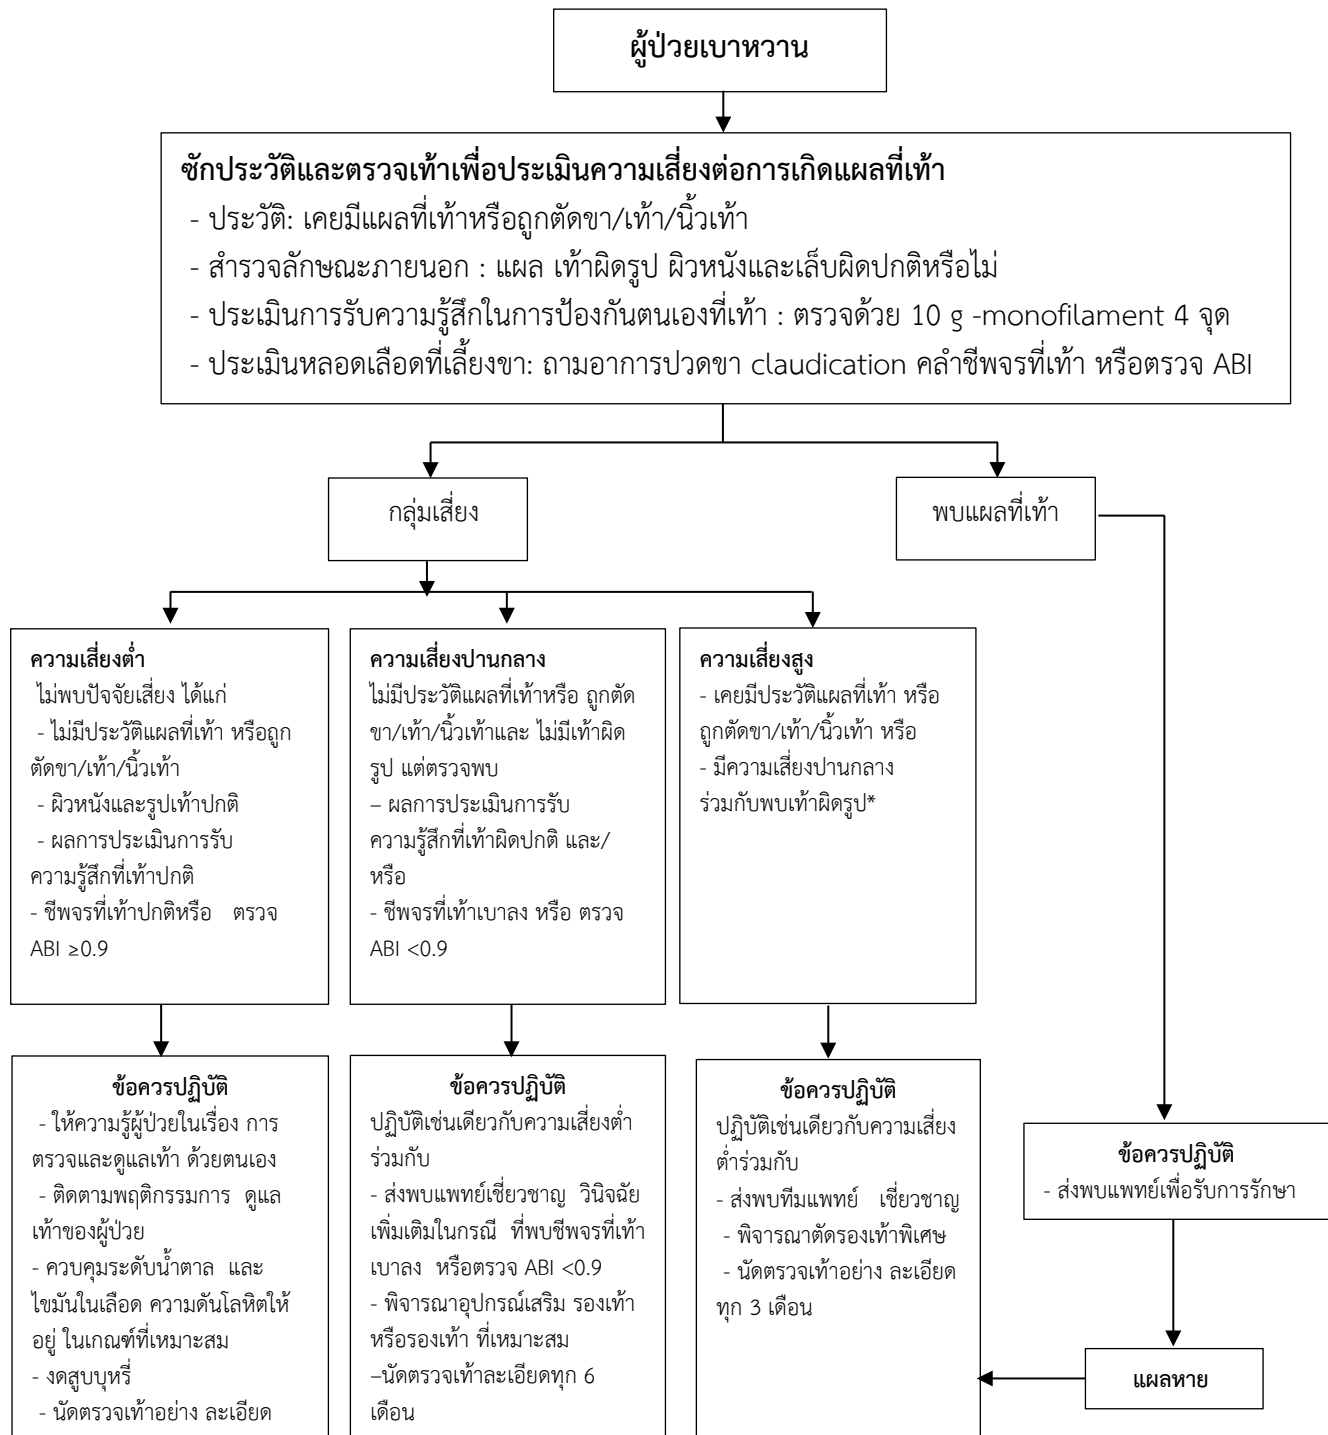 ผู้ป่วยเบาหวาน
ซักประวัติและตรวจเท้าเพื่อประเมินความเสี่ยงต่อการเกิดแผลที่เท้า
- ประวัติ: เคยมีแผลที่เท้าหรือถูกตัดขา/เท้า/นิ้วเท้า
- สำรวจลักษณะภายนอก : แผล เท้าผิดรูป ผิวหนังและเล็บผิดปกติหรือไม่
- ประเมินการรับความรู้สึกในการป้องกันตนเองที่เท้า : ตรวจด้วย 10 g -monofilament 4 จุด
- ประเมินหลอดเลือดที่เลี้ยงขา: ถามอาการปวดขา claudication คลำชีพจรที่เท้า หรือตรวจ ABI
กลุ่มเสี่ยง
พบแผลที่เท้า
ความเสี่ยงต่ำ
ไม่พบปัจจัยเสี่ยง ได้แก่
- ไม่มีประวัติแผลที่เท้า หรือถูก
ตัดขา/เท้า/นิ้วเท้า
- ผิวหนังและรูปเท้าปกติ
- ผลการประเมินการรับ
ความรู้สึกที่เท้าปกติ
- ชีพจรที่เท้าปกติหรือ ตรวจ
ABI ≥0.9
ความเสี่ยงปานกลาง
ไม่มีประวัติแผลที่เท้าหรือ ถูกตัด
ขา/เท้า/นิ้วเท้าและ ไม่มีเท้าผิด
รูป แต่ตรวจพบ
– ผลการประเมินการรับ
ความรู้สึกที่เท้าผิดปกติ และ/
หรือ
- ชีพจรที่เท้าเบาลง หรือ ตรวจ
ABI <0.9
ความเสี่ยงสูง
- เคยมีประวัติแผลที่เท้า หรือ
ถูกตัดขา/เท้า/นิ้วเท้า หรือ
- มีความเสี่ยงปานกลาง
ร่วมกับพบเท้าผิดรูป*
ข้อควรปฏิบัติ
- ให้ความรู้ผู้ป่วยในเรื่อง การ
ตรวจและดูแลเท้า ด้วยตนเอง
- ติดตามพฤติกรรมการ ดูแล
เท้าของผู้ป่วย
- ควบคุมระดับน้ำตาล และ
ไขมันในเลือด ความดันโลหิตให้
อยู่ ในเกณฑ์ที่เหมาะสม
- งดสูบบุหรี่
- นัดตรวจเท้าอย่าง ละเอียด
ข้อควรปฏิบัติ
ปฏิบัติเช่นเดียวกับความเสี่ยงต่ำ
ร่วมกับ
- ส่งพบแพทย์เชี่ยวชาญ วินิจฉัย
เพิ่มเติมในกรณี ที่พบชีพจรที่เท้า
เบาลง หรือตรวจ ABI <0.9
- พิจารณาอุปกรณ์เสริม รองเท้า
หรือรองเท้า ที่เหมาะสม
–นัดตรวจเท้าละเอียดทุก 6
เดือน
ข้อควรปฏิบัติ
ปฏิบัติเช่นเดียวกับความเสี่ยง
ต่ำร่วมกับ
- ส่งพบทีมแพทย์ เชี่ยวชาญ
- พิจารณาตัดรองเท้าพิเศษ
- นัดตรวจเท้าอย่าง ละเอียด
ทุก 3 เดือน
ข้อควรปฏิบัติ
- ส่งพบแพทย์เพื่อรับการรักษา
แผลหาย